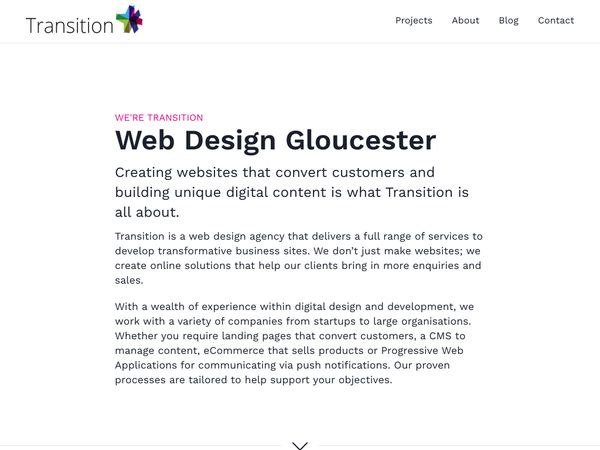 Transition
Projects
About
Blog
Contact
WE'RE TRANSITION
Web Design Gloucester
Creating websites that convert customers and
building unique digital content is what Transition is
all about.
Transition is a web design agency that delivers a full range of services to
develop transformative business sites. We don’t just make websites; we
create online solutions that help our clients bring in more enquiries and
sales.
With a wealth of experience within digital design and development, we
work with a variety of companies from startups to large organisations.
Whether you require landing pages that convert customers, a CMS to
manage content, eCommerce that sells products or Progressive Web
Applications for communicating via push notifications. Our proven
processes are tailored to help support your objectives.